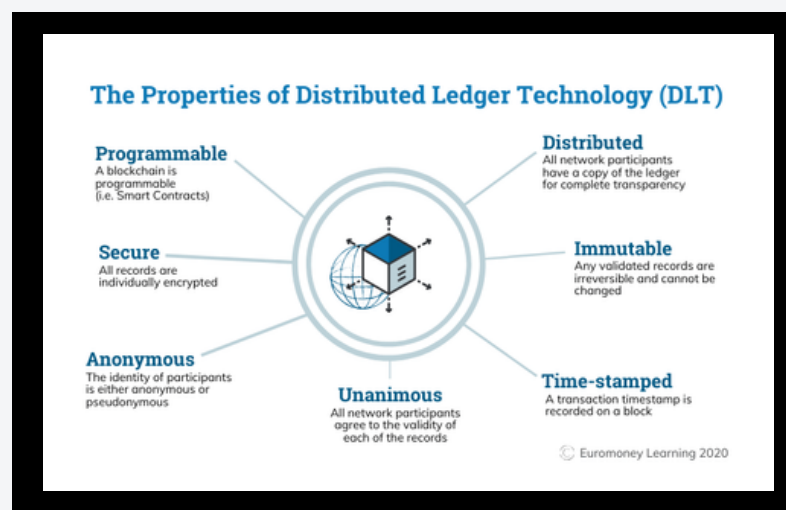 The Properties of Distributed Ledger Technology (DLT)
Programmable
A blockchain is
programmable
(i.e. Smart Contracts)
Secure
All records are
individually encrypted
Anonymous
The identity of participants
is either anonymous or
pseudonymous
Unanimous
All network participants
agree to the validity of
each of the records
Distributed
All network participants
have a copy of the ledger
for complete transparency
Immutable
Any validated records are
irreversible and cannot be
changed
Time-stamped
A transaction timestamp is
recorded on a block
Euromoney Learning 2020